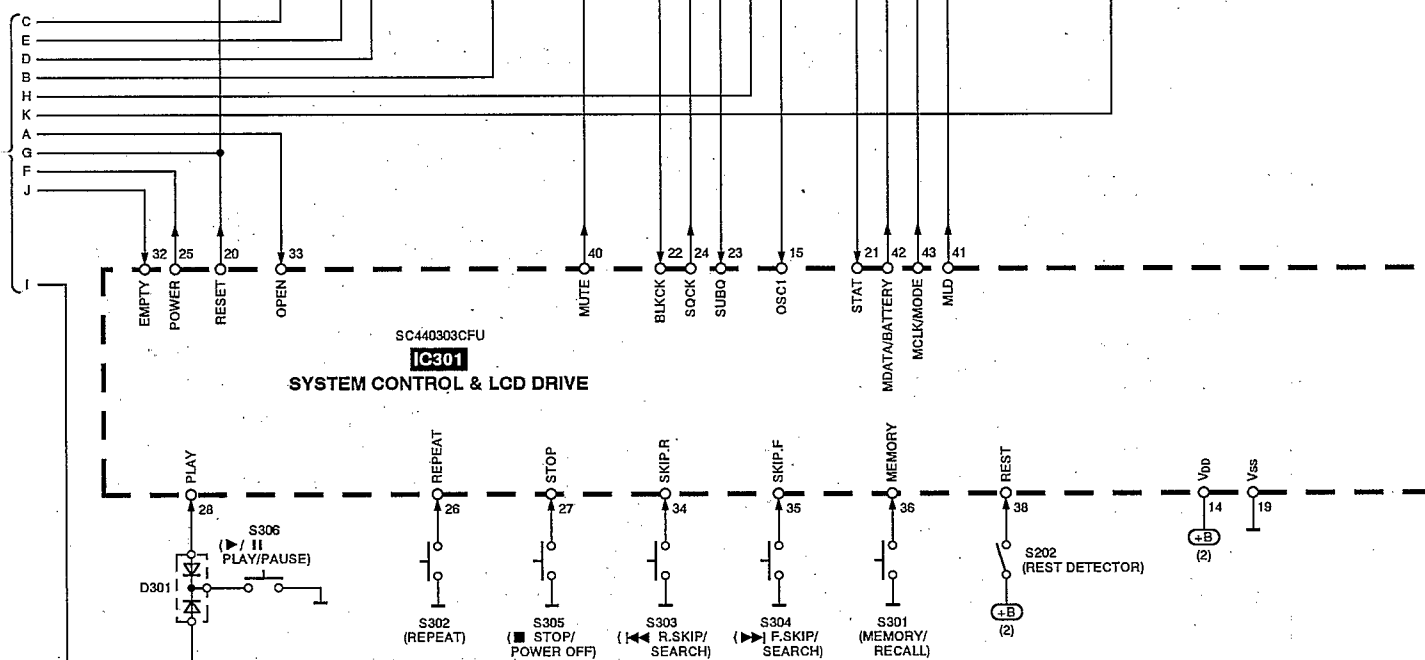 C
E
D
B
H
K
A
G
F
J
I
32 25 20 33 40 22 24 23 15 21 42 43 41
EMPTY
POWER
RESET
OPEN
MUTE
BLKCK
SQCK
SUBQ
OSC1
STAT
MDATA/BATTERY
MCLK/MODE
MLD
SC440303CFU
IC301
SYSTEM CONTROL & LCD DRIVE
PLAY
REPEAT
STOP
SKIP.R
SKIP.F
MEMORY
REST
VDD
VSS
28 26 27 34 35 36 38 14 19
S306
(▶/ II
PLAY/PAUSE)
D301
S202
(REST DETECTOR)
+B
(2)
+B
(2)
S302
(REPEAT)
S305
(■ STOP/
POWER OFF)
S303
(|◀◀ R.SKIP/
SEARCH)
S304
(▶▶| F.SKIP/
SEARCH)
S301
(MEMORY/
RECALL)